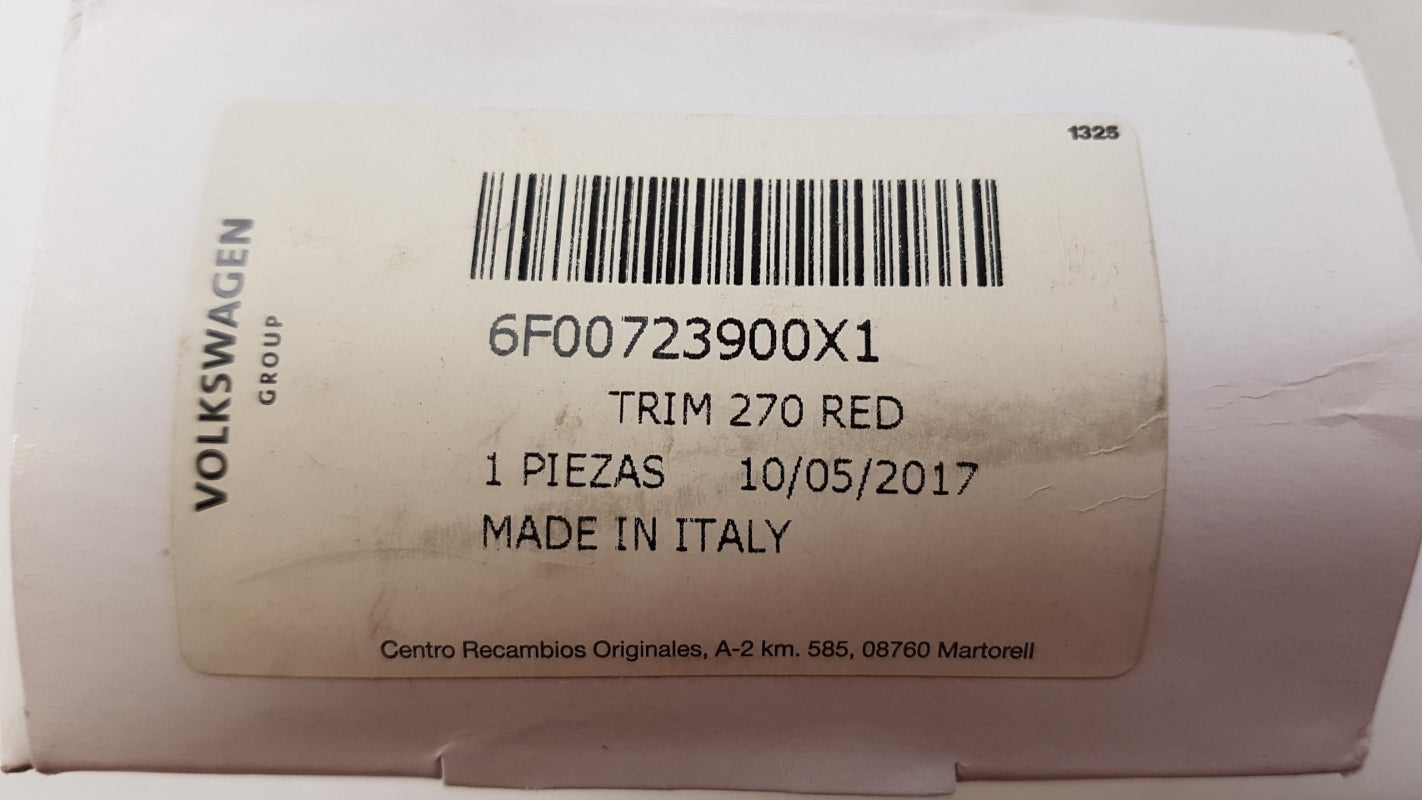 1325
VOLKSWAGEN
GROUP
6F00723900X1
TRIM 270 RED
1 PIEZAS 10/05/2017
MADE IN ITALY
Centro Recambios Originales, A-2 km. 585, 08760 Martorell